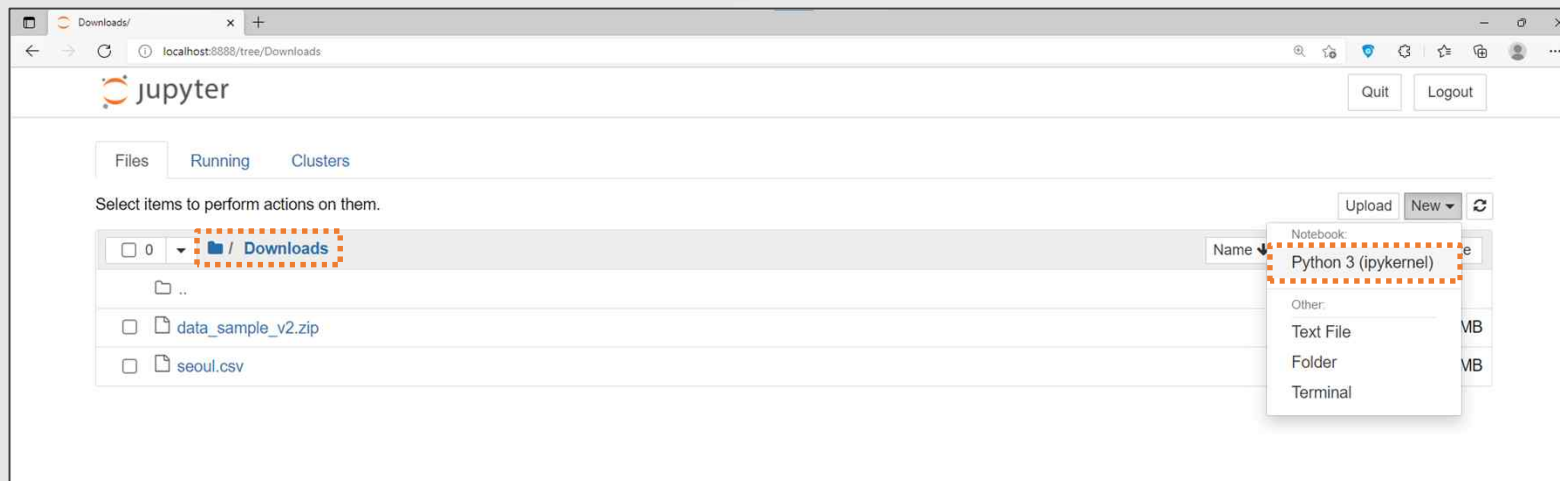 Downloads/
localhost:8888/tree/Downloads
jupyter
Quit Logout
Files Running Clusters
Select items to perform actions on them.
Upload New
0 / Downloads
Name
Notebook:
Python 3 (ipykernel)
..
Other:
data_sample_v2.zip
Text File
MB
seoul.csv
Folder
MB
Terminal